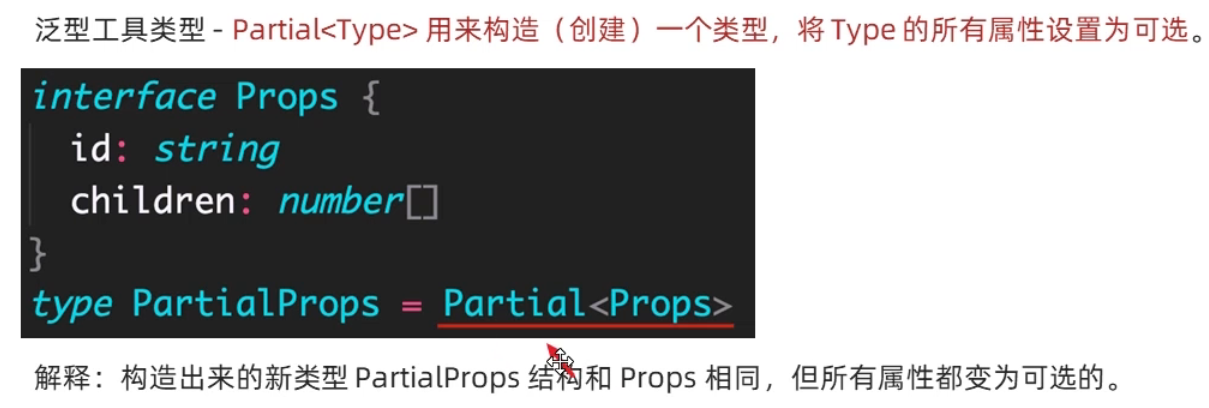 泛型工具类型 - Partial<Type> 用来构造（创建）一个类型，将 Type 的所有属性设置为可选。
interface Props {
  id: string
  children: number[]
}
type PartialProps = Partial<Props>
解释：构造出来的新类型 PartialProps 结构和 Props 相同，但所有属性都变为可选的。